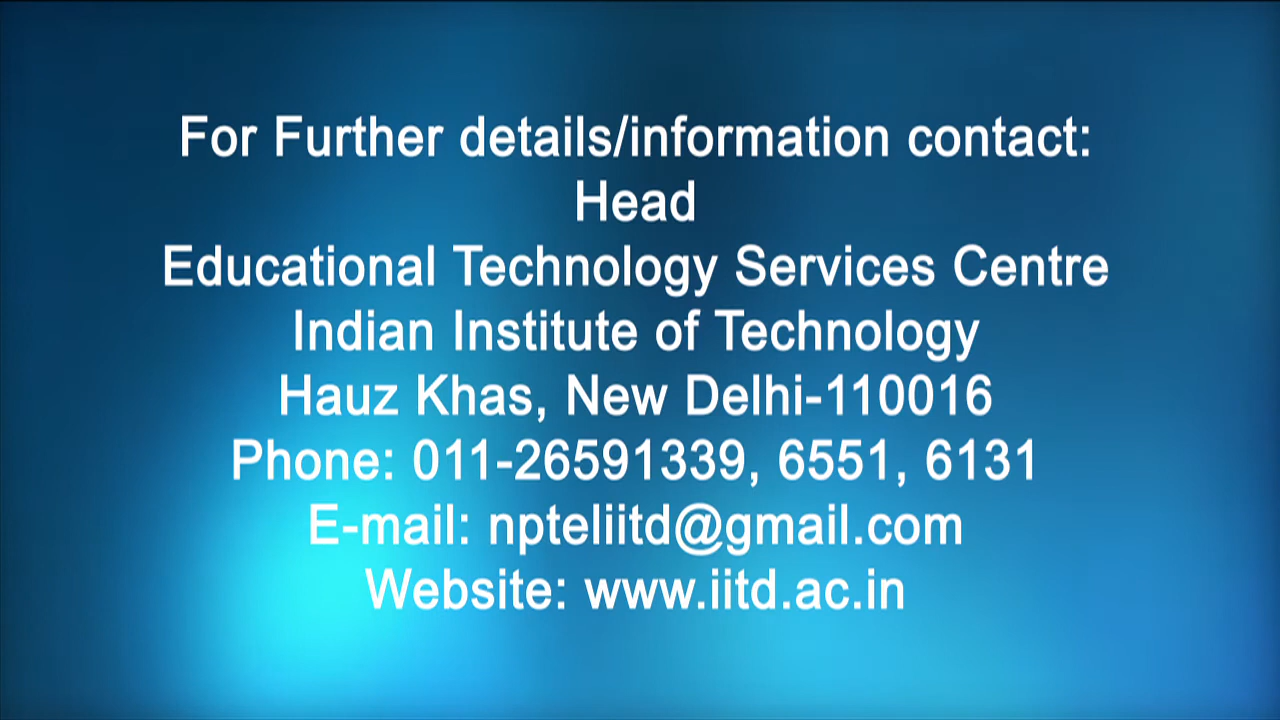 For Further details/information contact:
Head
Educational Technology Services Centre
Indian Institute of Technology
Hauz Khas, New Delhi-110016
Phone: 011-26591339, 6551, 6131
E-mail: npteliitd@gmail.com
Website: www.iitd.ac.in